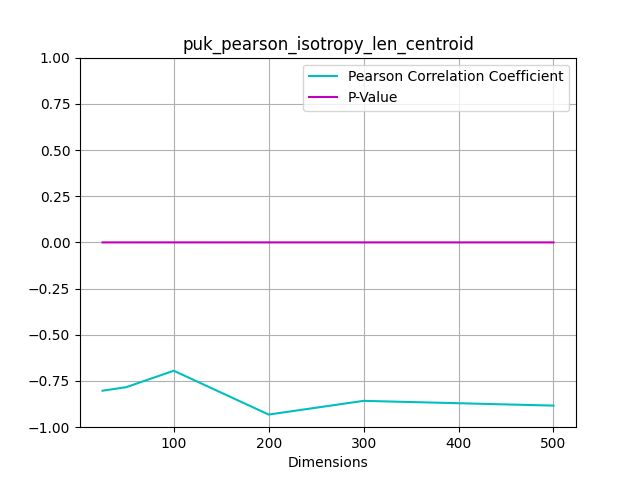 puk_pearson_isotropy_len_centroid
Pearson Correlation Coefficient
P-Value
1.00
0.75
0.50
0.25
0.00
−0.25
−0.50
−0.75
−1.00
100 200 300 400 500
Dimensions